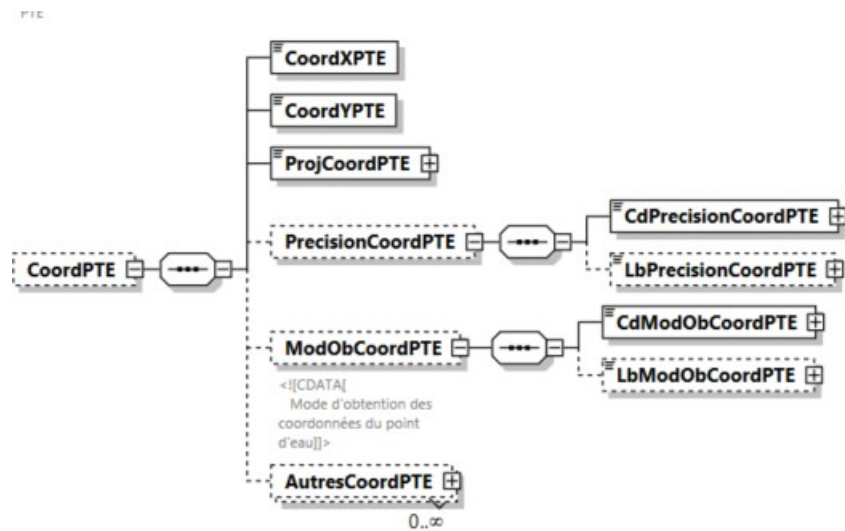 PTE
CoordXPTE
CoordYPTE
ProjCoordPTE
CdPrecisionCoordPTE
PrecisionCoordPTE
LbPrecisionCoordPTE
CoordPTE
CdModObCoordPTE
ModObCoordPTE
LbModObCoordPTE
<![CDATA[
Mode d'obtention des
coordonnées du point
d'eau]]>
AutresCoordPTE
0..∞